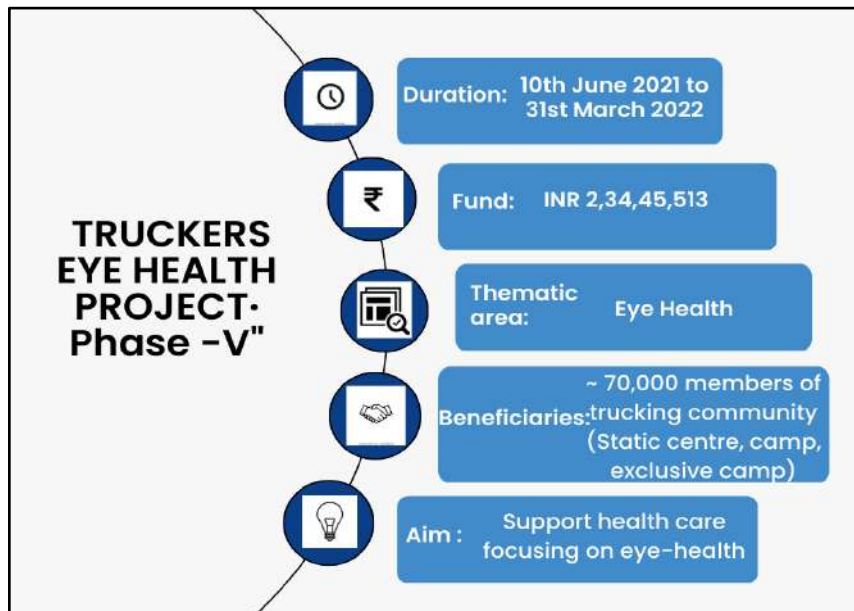 TRUCKERS
EYE HEALTH
PROJECT·
Phase -V"
Duration: 10th June 2021 to
31st March 2022
₹
Fund: INR 2,34,45,513
Thematic
area: Eye Health
~ 70,000 members of
Beneficiaries: trucking community
(Static centre, camp,
exclusive camp)
Aim : Support health care
focusing on eye-health